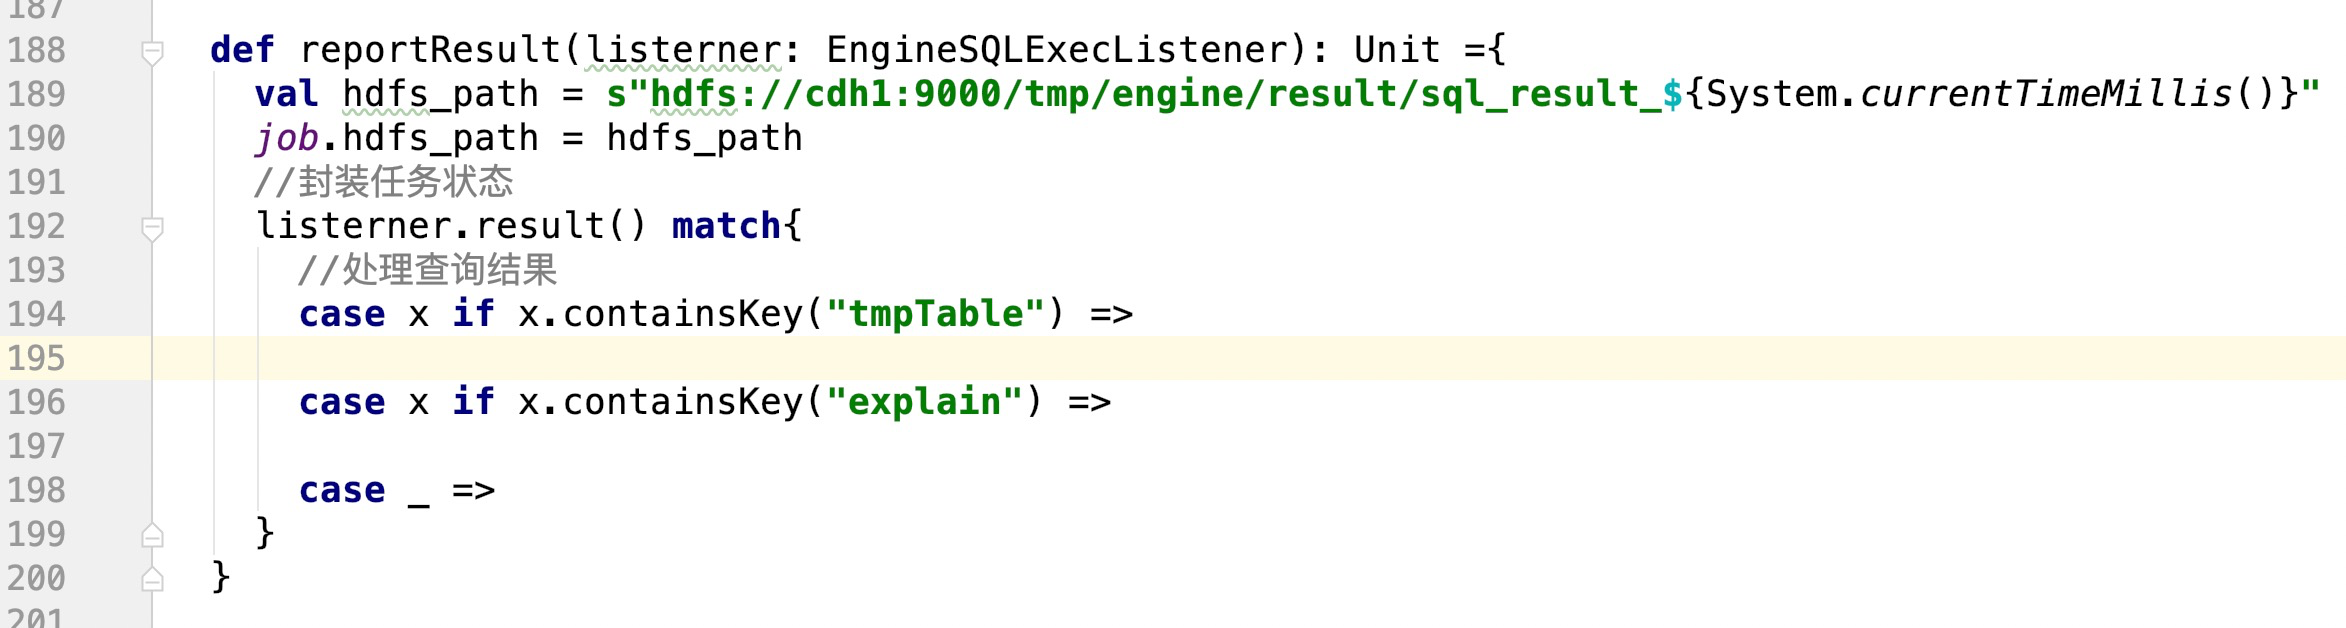 187
188 def reportResult(listerner: EngineSQLExecListener): Unit ={
189 val hdfs_path = s"hdfs://cdh1:9000/tmp/engine/result/sql_result_${System.currentTimeMillis()}"
190 job.hdfs_path = hdfs_path
191 //封装任务状态
192 listerner.result() match{
193 //处理查询结果
194 case x if x.containsKey("tmpTable") =>
195
196 case x if x.containsKey("explain") =>
197
198 case _ =>
199 }
200 }
201